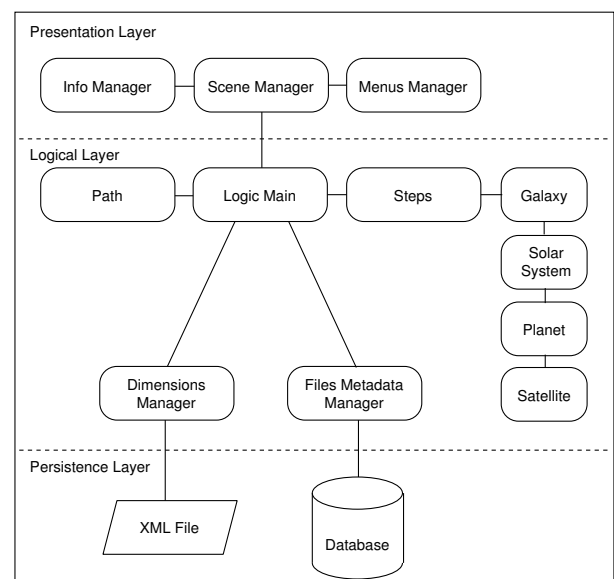 Presentation Layer
Info Manager
Scene Manager
Menus Manager
Logical Layer
Path
Logic Main
Steps
Galaxy
Solar
System
Planet
Dimensions
Manager
Files Metadata
Manager
Satellite
Persistence Layer
XML File
Database